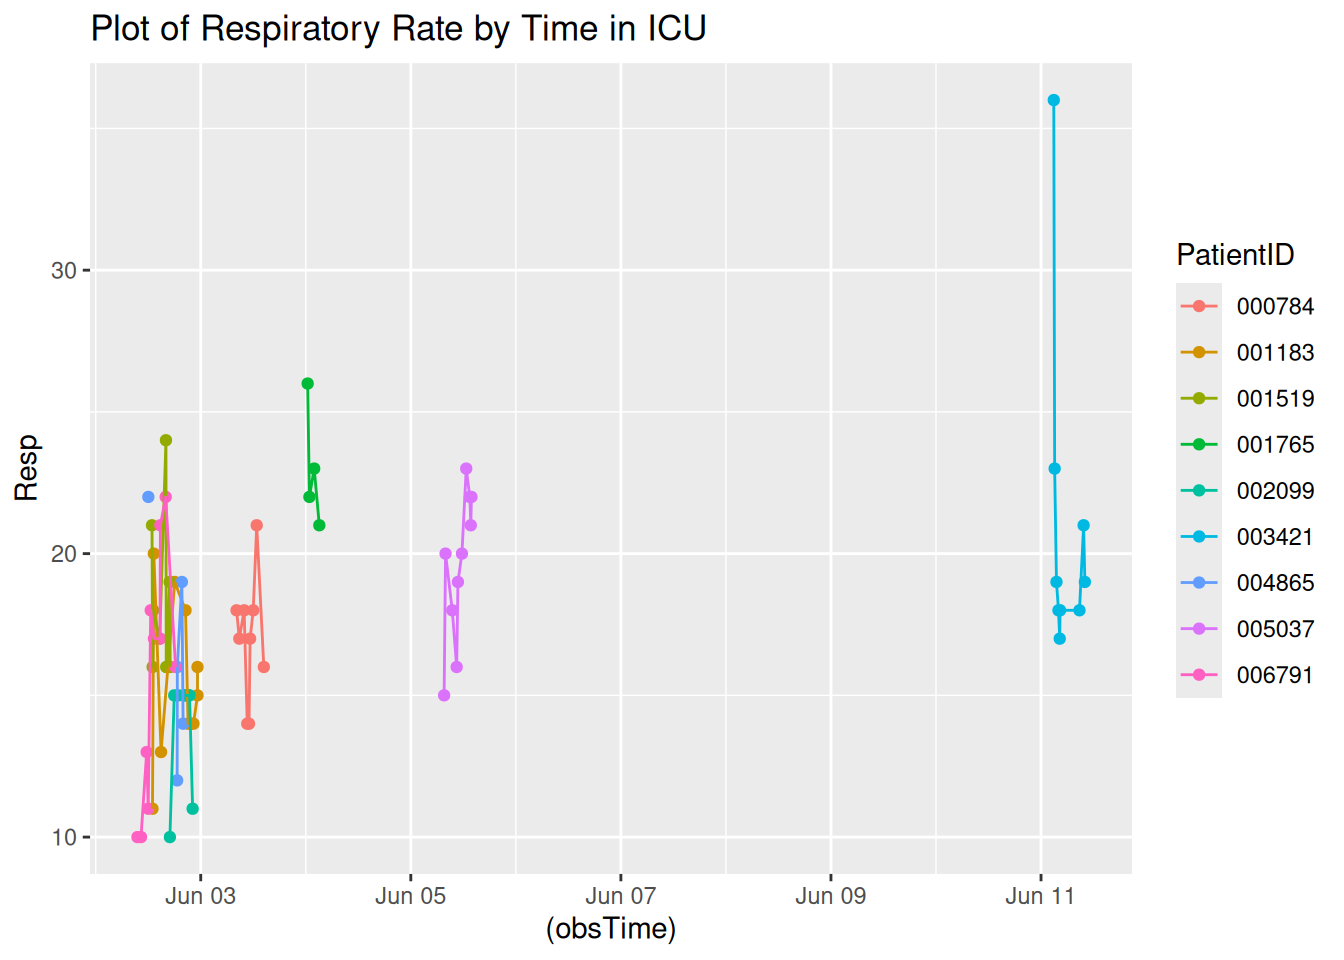 Plot of Respiratory Rate by Time in ICU
Resp
30
20
10
Jun 03
Jun 05
Jun 07
Jun 09
Jun 11
(obsTime)
PatientID
000784
001183
001519
001765
002099
003421
004865
005037
006791